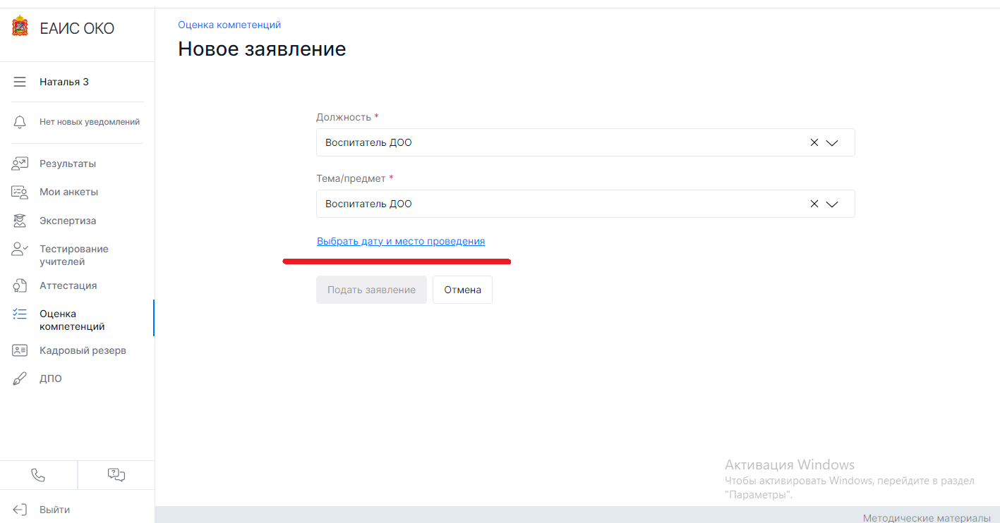 ЕАИС ОКО
Наталья З
Нет новых уведомлений
Результаты
Мои анкеты
Экспертиза
Тестирование
учителей
Аттестация
Оценка
компетенций
Кадровый резерв
ДПО
Выйти
Оценка компетенций
Новое заявление
Должность *
Воспитатель ДОО
Тема/предмет *
Воспитатель ДОО
Выбрать дату и место проведения
Подать заявление
Отмена
Активация Windows
Чтобы активировать Windows, перейдите в раздел
"Параметры".
Методические материалы